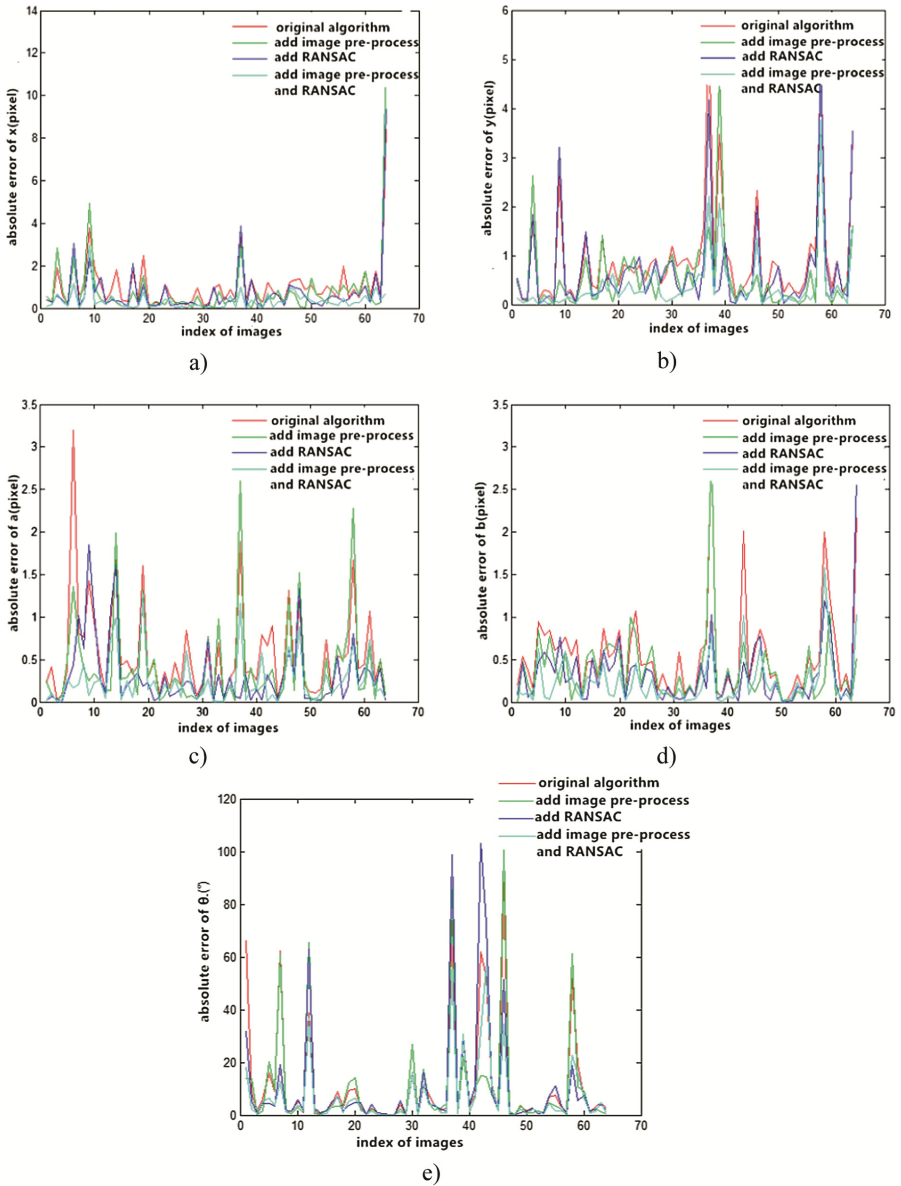 original algorithm
add image pre-process
add RANSAC
add image pre-process
and RANSAC
absolute error of x(pixel)
14
12
10
8
6
4
2
0
0 10 20 30 40 50 60 70
index of images
a)
original algorithm
add image pre-process
add RANSAC
add image pre-process
and RANSAC
absolute error of y(pixel)
6
5
4
3
2
1
0
0 10 20 30 40 50 60 70
index of images
b)
original algorithm
add image pre-process
add RANSAC
add image pre-process
and RANSAC
absolute error of a(pixel)
3.5
3
2.5
2
1.5
1
0.5
0
0 10 20 30 40 50 60 70
index of images
c)
original algorithm
add image pre-process
add RANSAC
add image pre-process
and RANSAC
absolute error of b(pixel)
3.5
3
2.5
2
1.5
1
0.5
0
0 10 20 30 40 50 60 70
index of images
d)
original algorithm
add image pre-process
add RANSAC
add image pre-process
and RANSAC
absolute error of θ.(°)
120
100
80
60
40
20
0
0 10 20 30 40 50 60 70
index of images
e)